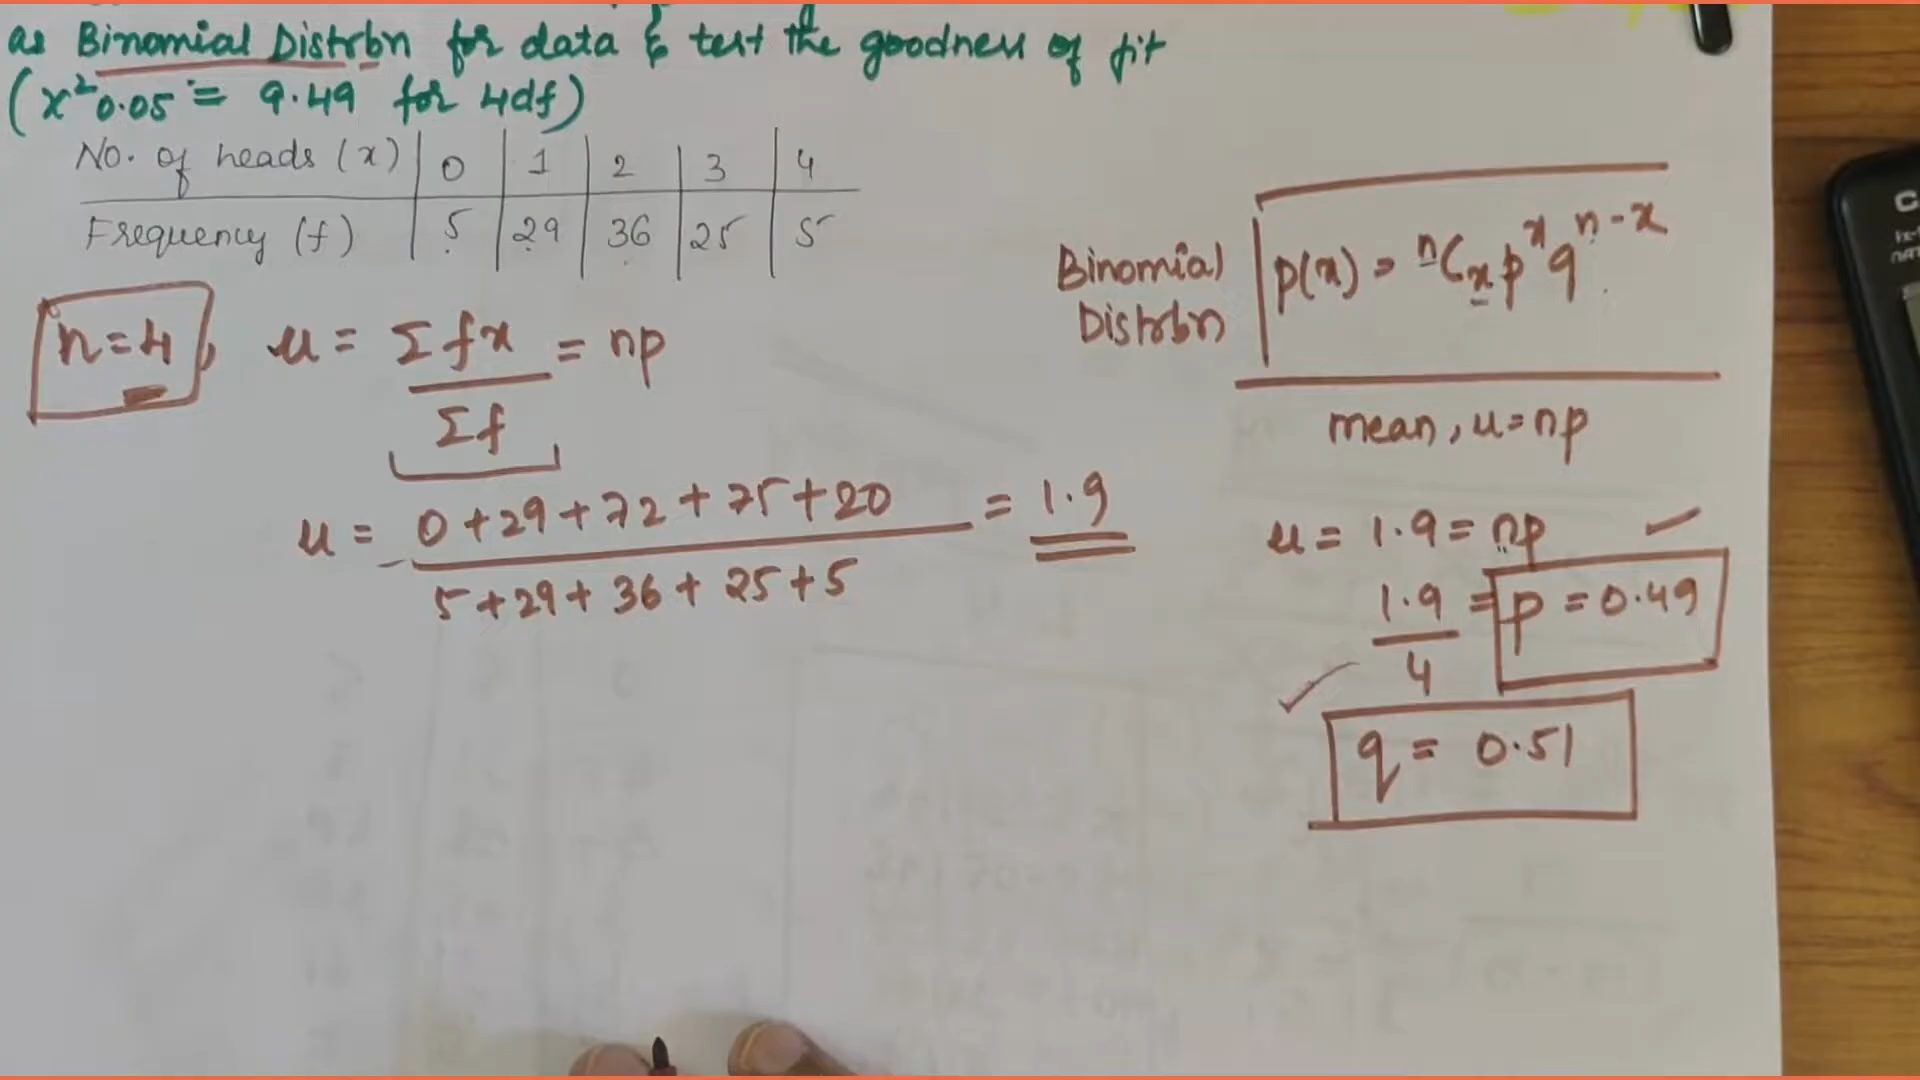 as Binomial Distrbn for data & test the goodness of fit
(x²0.05 = 9.49 for 4df)
No. of heads (x) | 0 | 1 | 2 | 3 | 4
Frequency (f) | 5 | 29 | 36 | 25 | 5
n=4, u = Σfx / Σf = np
u = 0+29+72+75+20 / 5+29+36+25+5 = 1.9
Binomial Distrbn
p(x) = ⁿCₓ pˣ qⁿ⁻ˣ
mean, u=np
u = 1.9 = np
1.9 / 4 = p = 0.49
q = 0.51